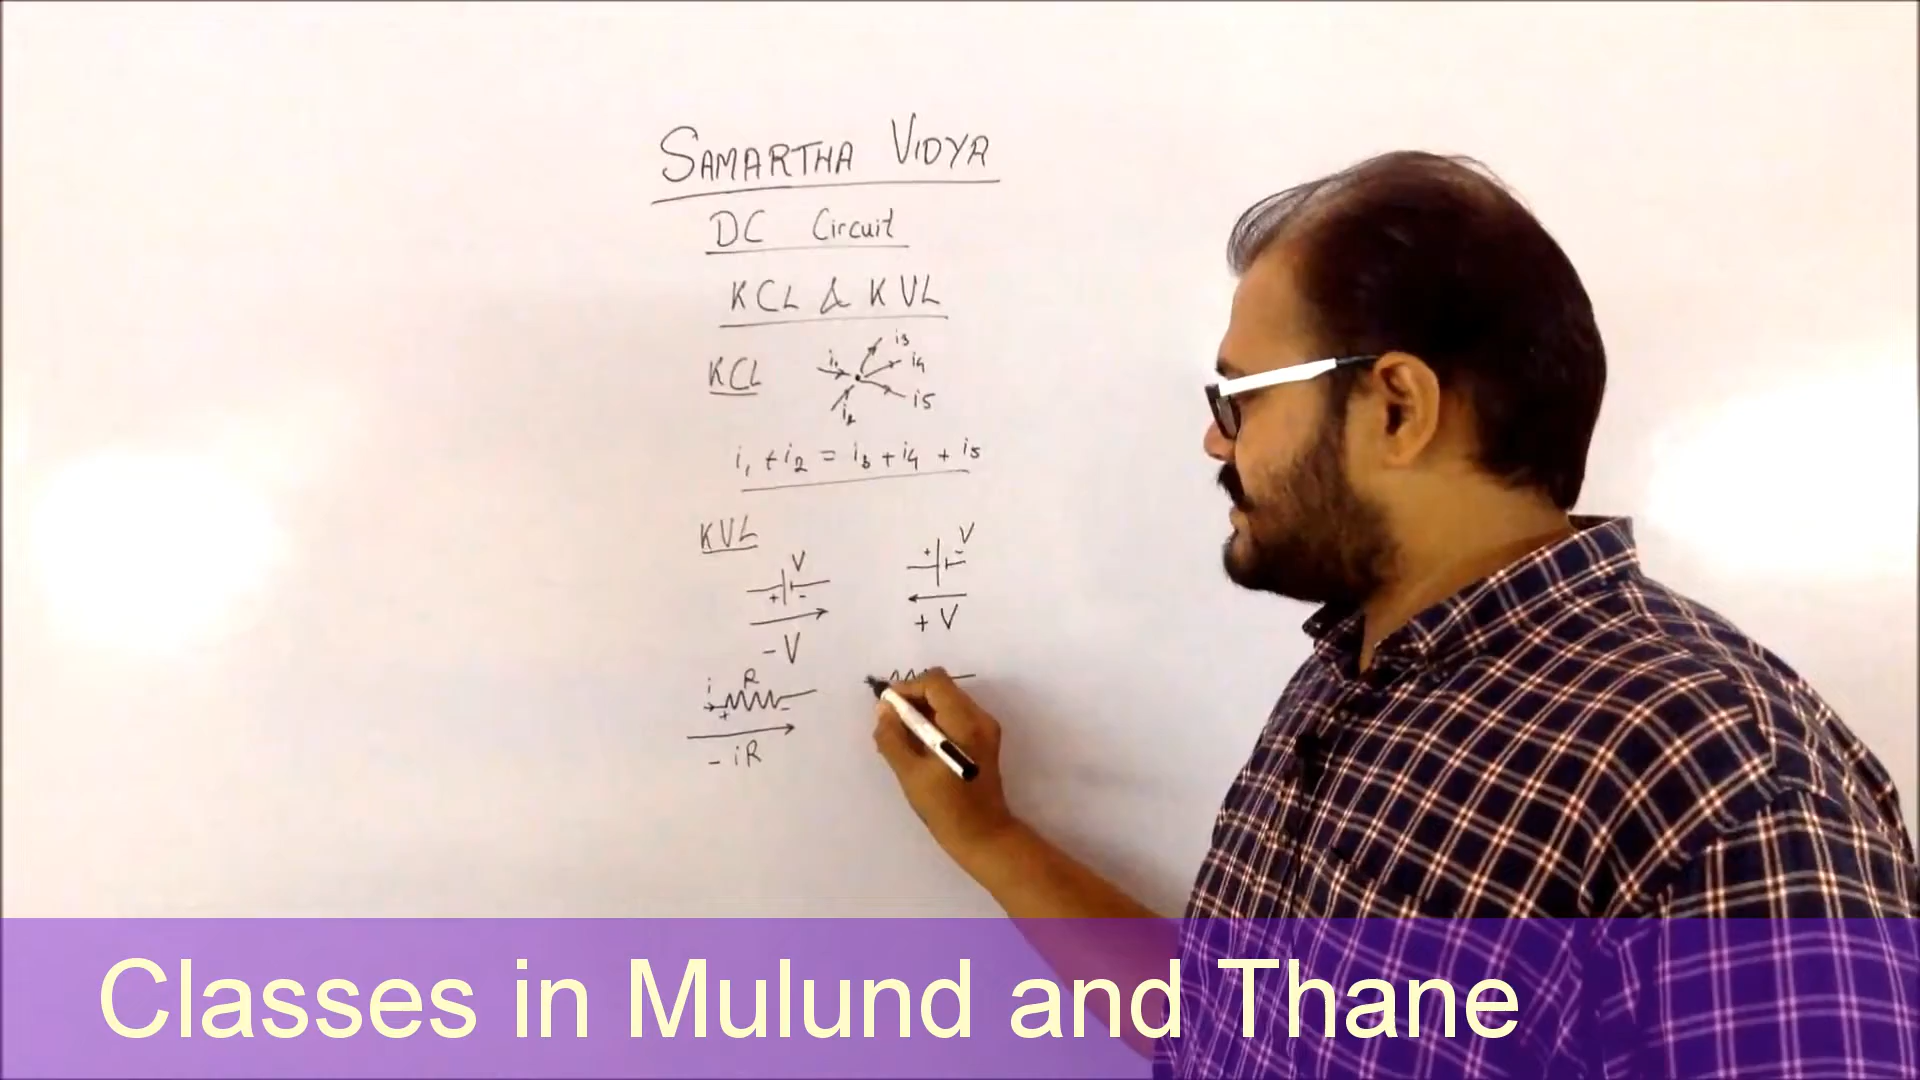 SAMARTHA VIDYA
DC Circuit
KCL & KVL
KCL
i1 i2 i3 i4 i5
i1 + i2 = i3 + i4 + i5
KVL
V
+ -
- V
V
+ -
+ V
i R
+ -
- iR
Classes in Mulund and Thane